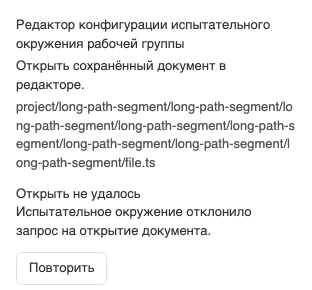 Редактор конфигурации испытательного
окружения рабочей группы
Открыть сохранённый документ в
редакторе.
project/long-path-segment/long-path-segment/lo
ng-path-segment/long-path-segment/long-path-s
egment/long-path-segment/long-path-segment/l
ong-path-segment/file.ts
Открыть не удалось
Испытательное окружение отклонило
запрос на открытие документа.
Повторить